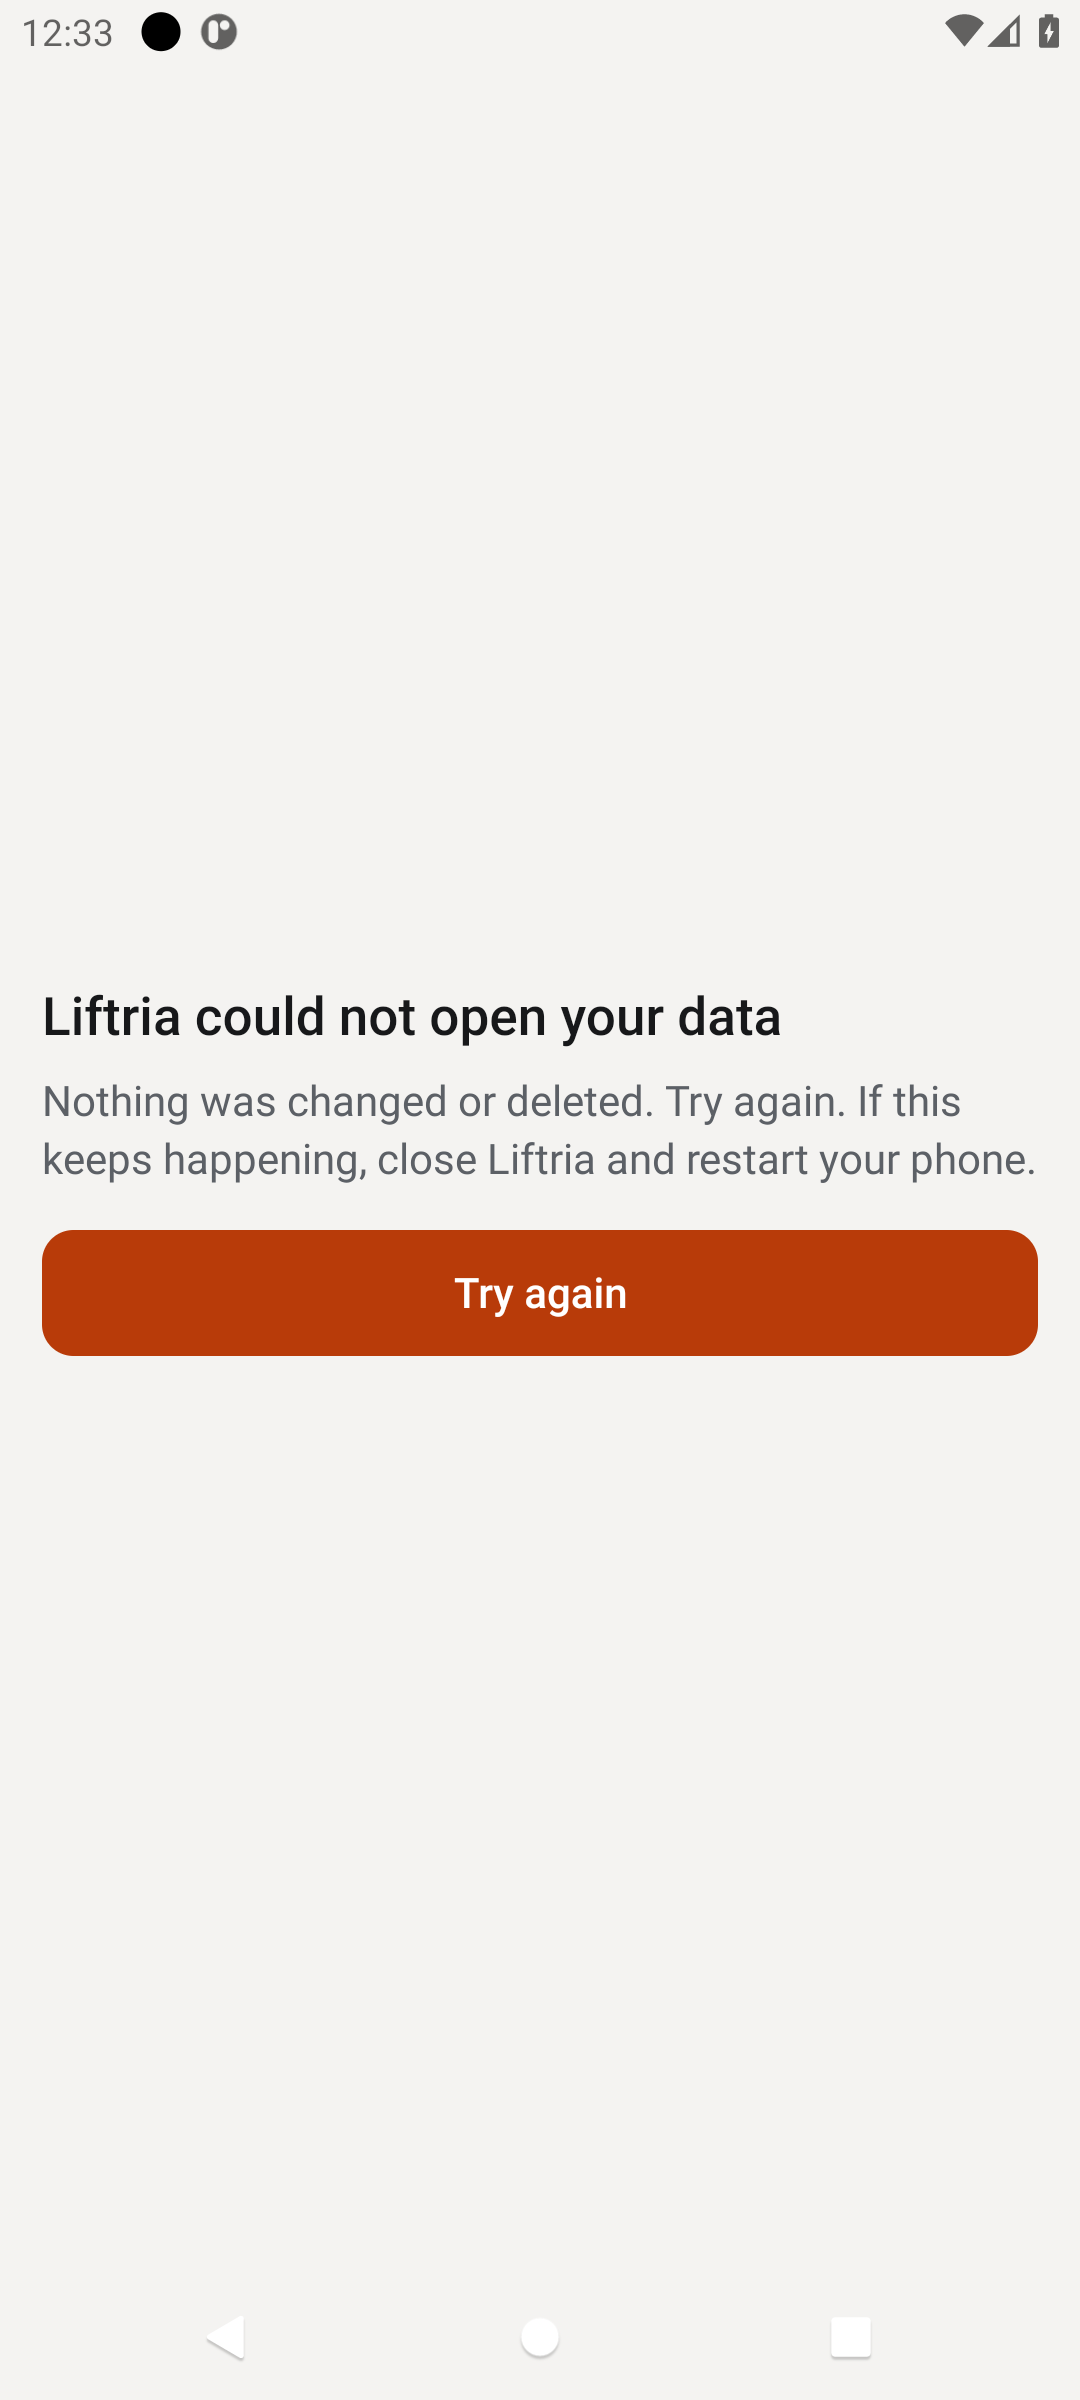 12:33
Liftria could not open your data
Nothing was changed or deleted. Try again. If this
keeps happening, close Liftria and restart your phone.
Try again